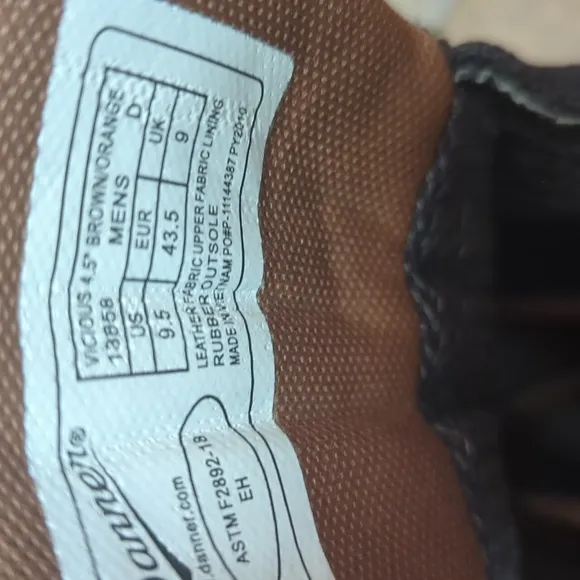 VICIOUS 4.5" BROWN/ORANGE
13858 MENS D
US EUR UK
9.5 43.5 9
LEATHER/FABRIC UPPER FABRIC LINING
RUBBER OUTSOLE
MADE IN VIETNAM PO#P-11144387 PY2010
Danner®
.danner.com
ASTM F2892-18
EH